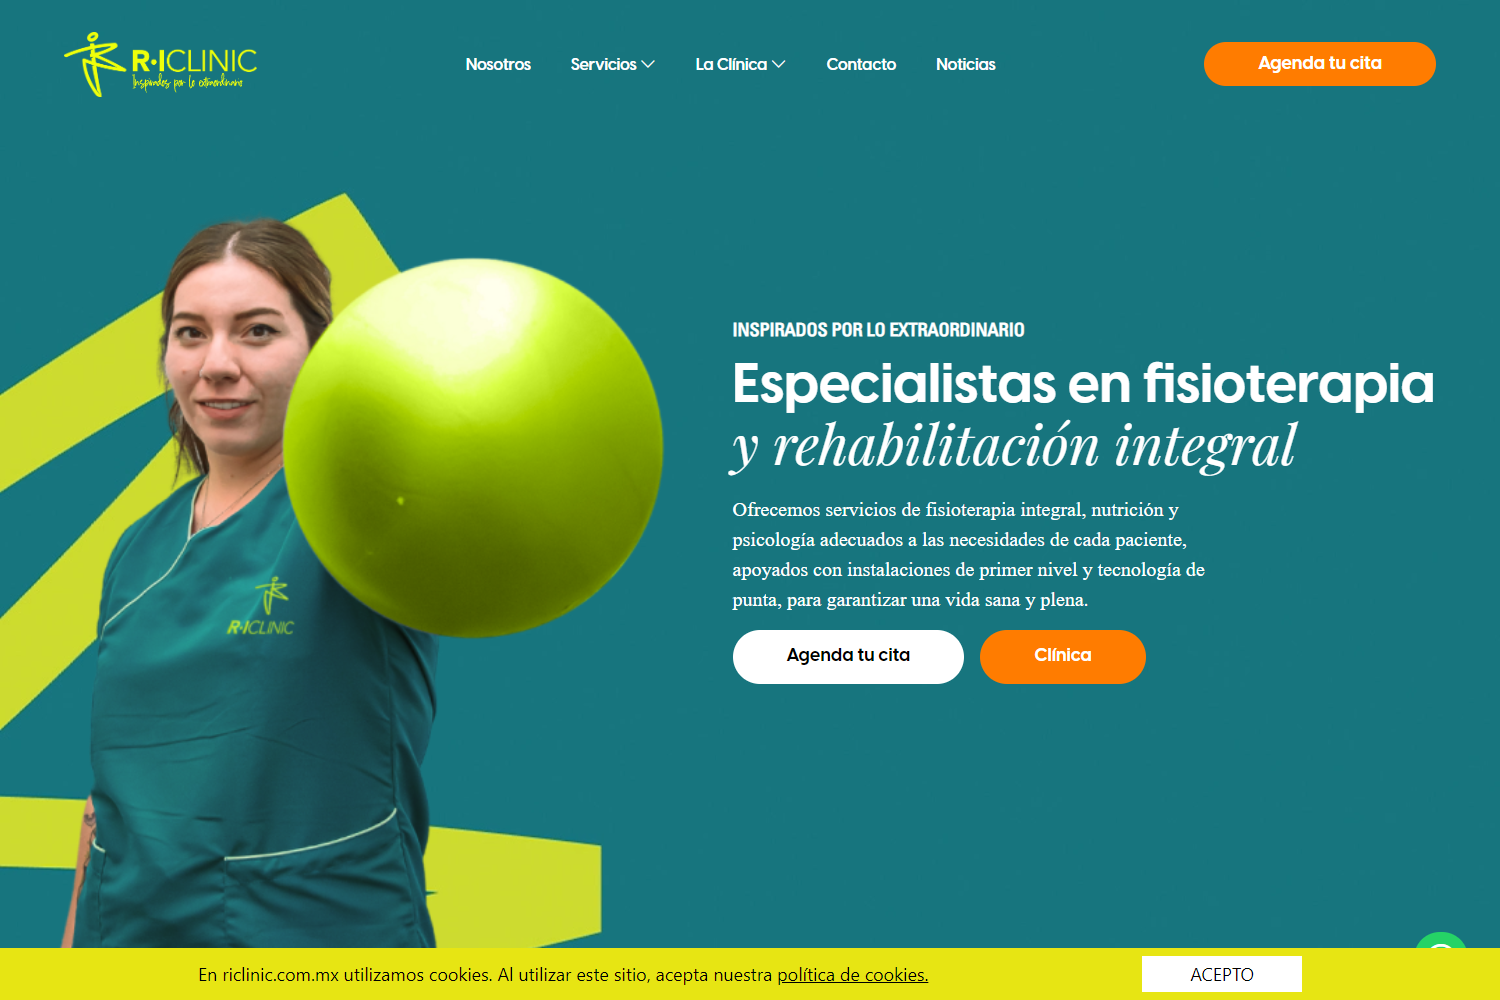 R·ICLINIC
Inspirados por lo extraordinario
Nosotros
Servicios
La Clínica
Contacto
Noticias
Agenda tu cita
INSPIRADOS POR LO EXTRAORDINARIO
Especialistas en fisioterapia
y rehabilitación integral
Ofrecemos servicios de fisioterapia integral, nutrición y
psicología adecuados a las necesidades de cada paciente,
apoyados con instalaciones de primer nivel y tecnología de
punta, para garantizar una vida sana y plena.
Agenda tu cita
Clínica
R·ICLINIC
En riclinic.com.mx utilizamos cookies. Al utilizar este sitio, acepta nuestra política de cookies.
ACEPTO